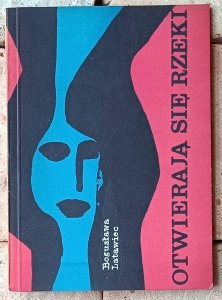 OTWIERAJĄ SIĘ RZEKI
Bogusława
Latawiec